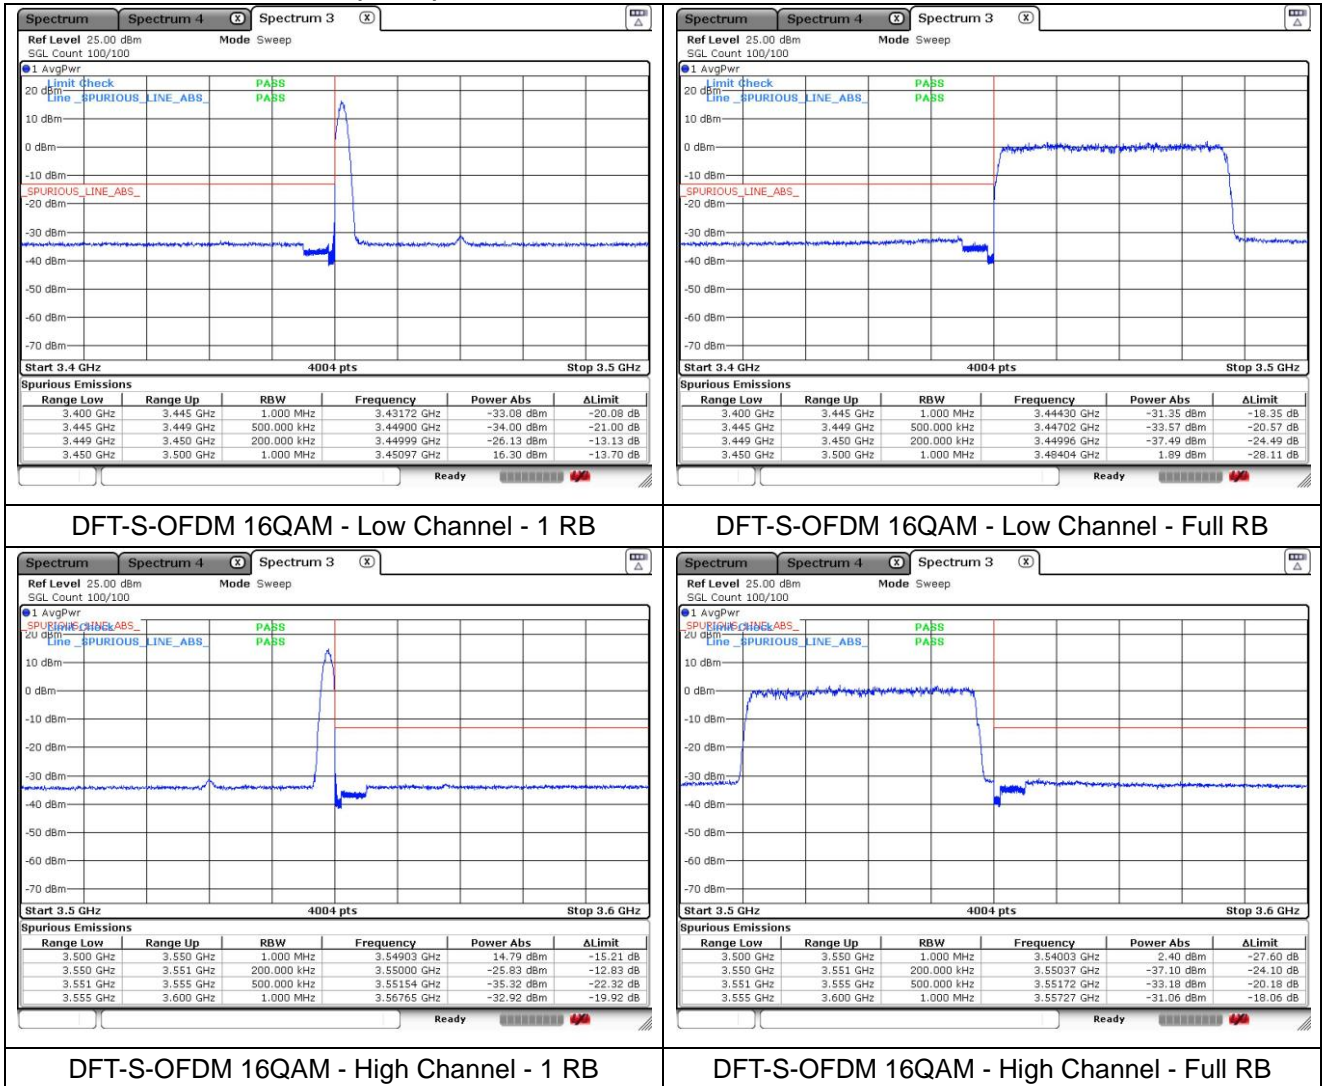 Spectrum Spectrum 4 X Spectrum 3 X
Ref Level 25.00 dBm Mode Sweep
SGL Count 100/100
1 AvgPwr
Limit Check PASS
20 dBm
Line _SPURIOUS_LINE_ABS_ PASS
10 dBm
0 dBm
-10 dBm
_SPURIOUS_LINE_ABS_
-20 dBm
-30 dBm
-40 dBm
-50 dBm
-60 dBm
-70 dBm
Start 3.4 GHz 4004 pts Stop 3.5 GHz
Spurious Emissions
Range Low Range Up RBW Frequency Power Abs ΔLimit
3.400 GHz 3.445 GHz 1.000 MHz 3.43172 GHz -33.08 dBm -20.08 dB
3.445 GHz 3.449 GHz 500.000 kHz 3.44900 GHz -34.00 dBm -21.00 dB
3.449 GHz 3.450 GHz 200.000 kHz 3.44999 GHz -26.13 dBm -13.13 dB
3.450 GHz 3.500 GHz 1.000 MHz 3.45097 GHz 16.30 dBm -13.70 dB
Ready
DFT-S-OFDM 16QAM - Low Channel - 1 RB
Spectrum Spectrum 4 X Spectrum 3 X
Ref Level 25.00 dBm Mode Sweep
SGL Count 100/100
1 AvgPwr
Limit Check PASS
20 dBm
Line _SPURIOUS_LINE_ABS_ PASS
10 dBm
0 dBm
-10 dBm
_SPURIOUS_LINE_ABS_
-20 dBm
-30 dBm
-40 dBm
-50 dBm
-60 dBm
-70 dBm
Start 3.4 GHz 4004 pts Stop 3.5 GHz
Spurious Emissions
Range Low Range Up RBW Frequency Power Abs ΔLimit
3.400 GHz 3.445 GHz 1.000 MHz 3.44430 GHz -31.35 dBm -18.35 dB
3.445 GHz 3.449 GHz 500.000 kHz 3.44702 GHz -33.57 dBm -20.57 dB
3.449 GHz 3.450 GHz 200.000 kHz 3.44996 GHz -37.49 dBm -24.49 dB
3.450 GHz 3.500 GHz 1.000 MHz 3.48404 GHz 1.89 dBm -28.11 dB
Ready
DFT-S-OFDM 16QAM - Low Channel - Full RB
Spectrum Spectrum 4 X Spectrum 3 X
Ref Level 25.00 dBm Mode Sweep
SGL Count 100/100
1 AvgPwr
_SPURIOUS_LINE_ABS_
Limit Check PASS
20 dBm
Line _SPURIOUS_LINE_ABS_ PASS
10 dBm
0 dBm
-10 dBm
-20 dBm
-30 dBm
-40 dBm
-50 dBm
-60 dBm
-70 dBm
Start 3.5 GHz 4004 pts Stop 3.6 GHz
Spurious Emissions
Range Low Range Up RBW Frequency Power Abs ΔLimit
3.500 GHz 3.550 GHz 1.000 MHz 3.54903 GHz 14.79 dBm -15.21 dB
3.550 GHz 3.551 GHz 200.000 kHz 3.55000 GHz -25.83 dBm -12.83 dB
3.551 GHz 3.555 GHz 500.000 kHz 3.55154 GHz -35.32 dBm -22.32 dB
3.555 GHz 3.600 GHz 1.000 MHz 3.56765 GHz -32.92 dBm -19.92 dB
Ready
DFT-S-OFDM 16QAM - High Channel - 1 RB
Spectrum Spectrum 4 X Spectrum 3 X
Ref Level 25.00 dBm Mode Sweep
SGL Count 100/100
1 AvgPwr
_SPURIOUS_LINE_ABS_
Limit Check PASS
20 dBm
Line _SPURIOUS_LINE_ABS_ PASS
10 dBm
0 dBm
-10 dBm
-20 dBm
-30 dBm
-40 dBm
-50 dBm
-60 dBm
-70 dBm
Start 3.5 GHz 4004 pts Stop 3.6 GHz
Spurious Emissions
Range Low Range Up RBW Frequency Power Abs ΔLimit
3.500 GHz 3.550 GHz 1.000 MHz 3.54003 GHz 2.40 dBm -27.60 dB
3.550 GHz 3.551 GHz 200.000 kHz 3.55037 GHz -37.10 dBm -24.10 dB
3.551 GHz 3.555 GHz 500.000 kHz 3.55172 GHz -33.18 dBm -20.18 dB
3.555 GHz 3.600 GHz 1.000 MHz 3.55727 GHz -31.06 dBm -18.06 dB
Ready
DFT-S-OFDM 16QAM - High Channel - Full RB